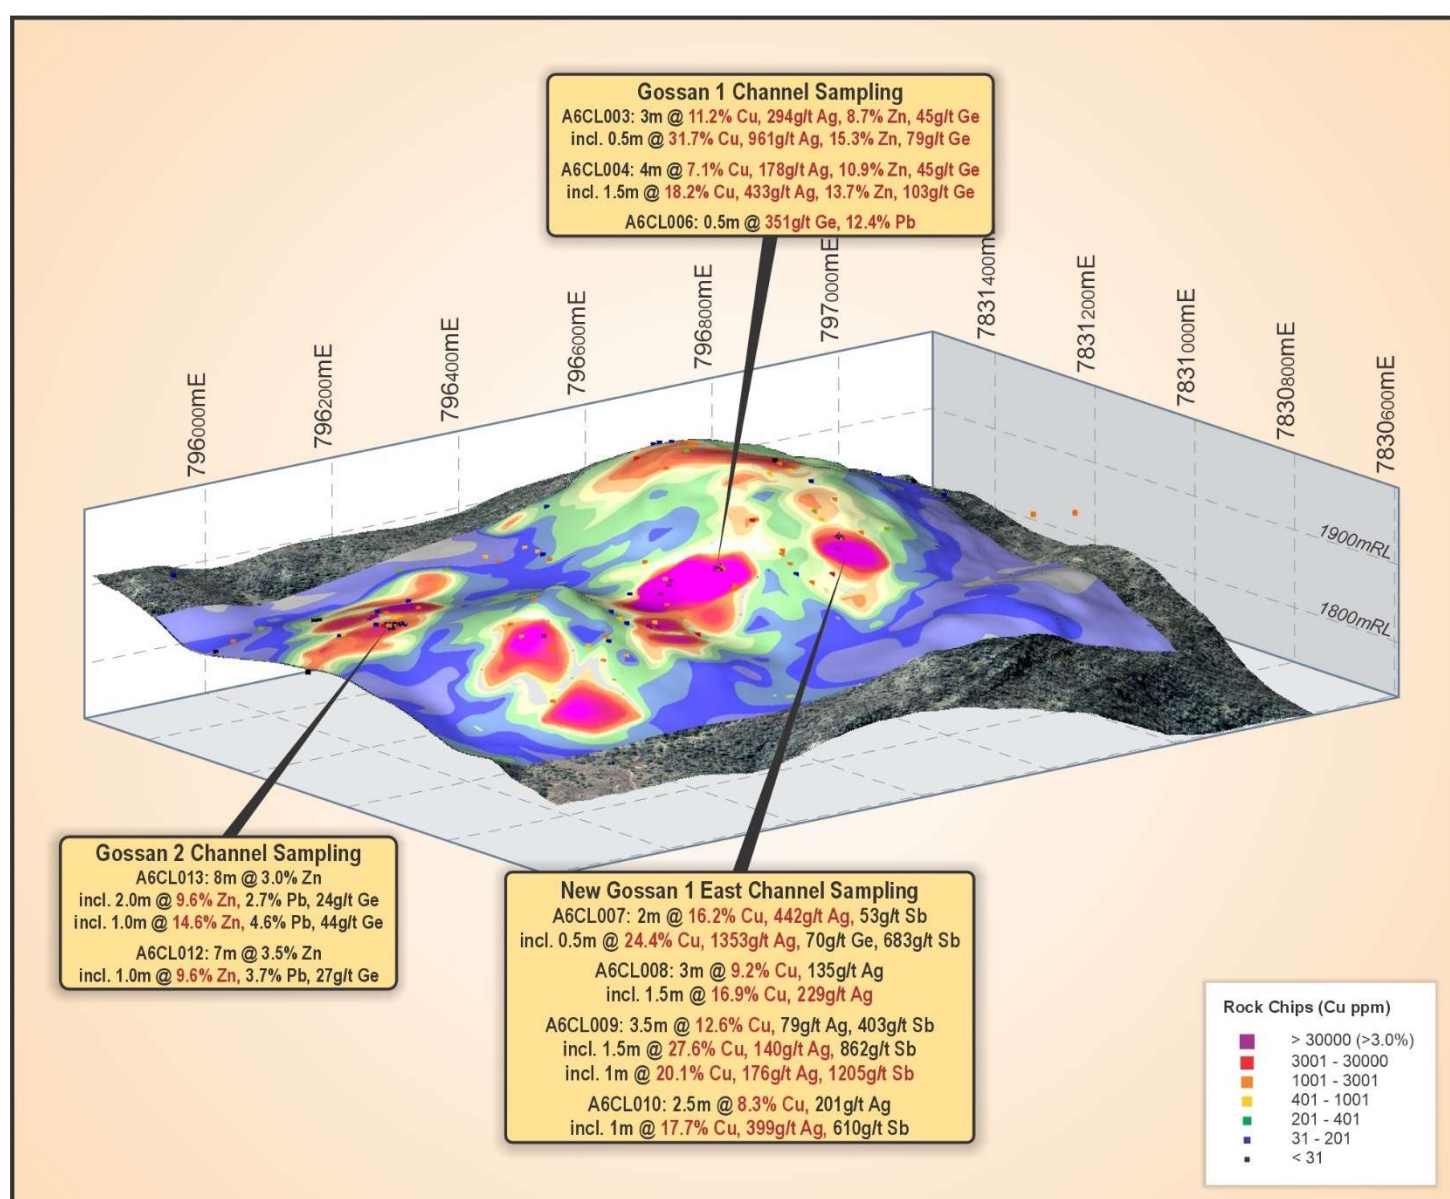 Gossan 1 Channel Sampling
A6CL003: 3m @ 11.2% Cu, 294g/t Ag, 8.7% Zn, 45g/t Ge
incl. 0.5m @ 31.7% Cu, 961g/t Ag, 15.3% Zn, 79g/t Ge
A6CL004: 4m @ 7.1% Cu, 178g/t Ag, 10.9% Zn, 45g/t Ge
incl. 1.5m @ 18.2% Cu, 433g/t Ag, 13.7% Zn, 103g/t Ge
A6CL006: 0.5m @ 351g/t Ge, 12.4% Pb
796000mE
796200mE
796400mE
796600mE
796800mE
797000mE
7831400mN
7831200mE
7831000mE
7830800mE
7830600mE
1900mRL
1800mRL
Gossan 2 Channel Sampling
A6CL013: 8m @ 3.0% Zn
incl. 2.0m @ 9.6% Zn, 2.7% Pb, 24g/t Ge
incl. 1.0m @ 14.6% Zn, 4.6% Pb, 44g/t Ge
A6CL012: 7m @ 3.5% Zn
incl. 1.0m @ 9.6% Zn, 3.7% Pb, 27g/t Ge
New Gossan 1 East Channel Sampling
A6CL007: 2m @ 16.2% Cu, 442g/t Ag, 53g/t Sb
incl. 0.5m @ 24.4% Cu, 1353g/t Ag, 70g/t Ge, 683g/t Sb
A6CL008: 3m @ 9.2% Cu, 135g/t Ag
incl. 1.5m @ 16.9% Cu, 229g/t Ag
A6CL009: 3.5m @ 12.6% Cu, 79g/t Ag, 403g/t Sb
incl. 1.5m @ 27.6% Cu, 140g/t Ag, 862g/t Sb
incl. 1m @ 20.1% Cu, 176g/t Ag, 1205g/t Sb
A6CL010: 2.5m @ 8.3% Cu, 201g/t Ag
incl. 1m @ 17.7% Cu, 399g/t Ag, 610g/t Sb
Rock Chips (Cu ppm)
> 30000 (>3.0%)
3001 - 30000
1001 - 3001
401 - 1001
201 - 401
31 - 201
< 31